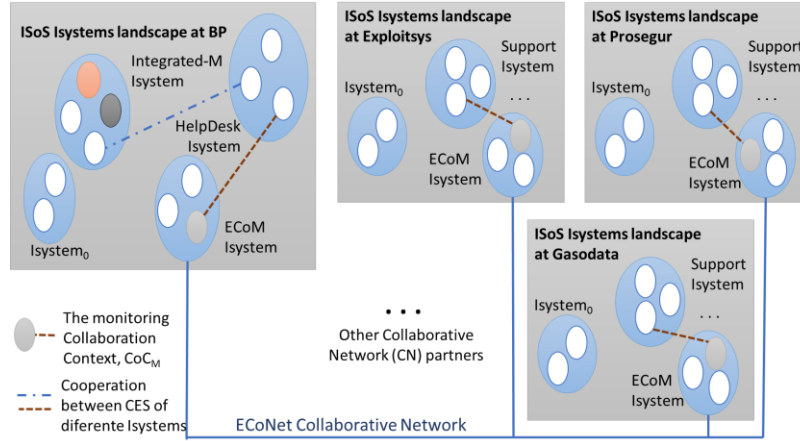 ISoS Isystems landscape at BP
Integrated-M
Isystem
HelpDesk
Isystem
ECoM
Isystem
Isystem0
ISoS Isystems landscape
at Exploitsys
Support
Isystem
Isystem0
. . .
ECoM
Isystem
ISoS Isystems landscape
at Prosegur
Support
Isystem
Isystem0
. . .
ECoM
Isystem
ISoS Isystems landscape
at Gasodata
Support
Isystem
Isystem0
. . .
ECoM
Isystem
The monitoring
Collaboration
Context, CoCM
Cooperation
between CES of
diferente Isystems
. . .
Other Collaborative
Network (CN) partners
ECoNet Collaborative Network